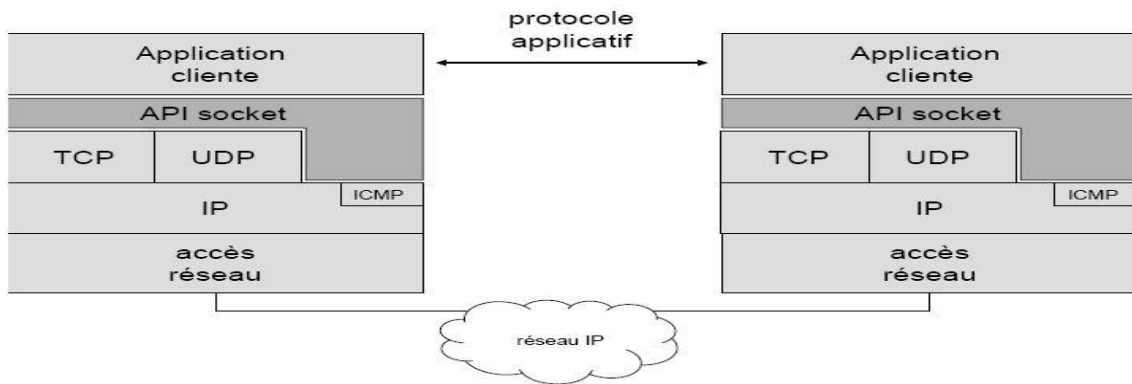 protocole
applicatif
Application
cliente
API socket
TCP
UDP
ICMP
IP
accès
réseau
Application
cliente
API socket
TCP
UDP
ICMP
IP
accès
réseau
réseau IP